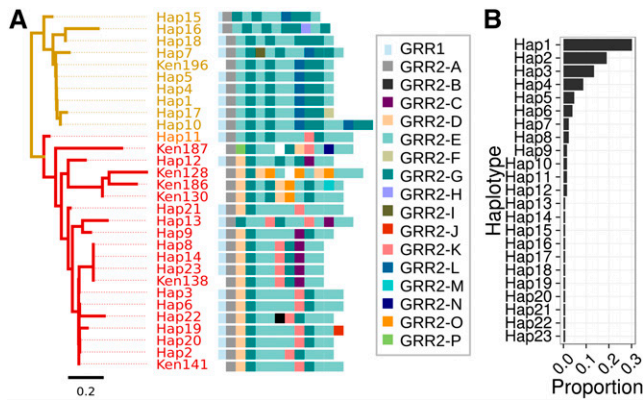 A
Hap15
Hap16
Hap18
Hap7
Ken196
Hap5
Hap4
Hap1
Hap17
Hap10
Hap11
Ken187
Hap12
Ken128
Ken186
Ken130
Hap21
Hap13
Hap9
Hap8
Hap14
Hap23
Ken138
Hap3
Hap6
Hap22
Hap19
Hap20
Hap2
Ken141
0.2
GRR1
GRR2-A
GRR2-B
GRR2-C
GRR2-D
GRR2-E
GRR2-F
GRR2-G
GRR2-H
GRR2-I
GRR2-J
GRR2-K
GRR2-L
GRR2-M
GRR2-N
GRR2-O
GRR2-P
B
Haplotype
Hap1
Hap2
Hap3
Hap4
Hap5
Hap6
Hap7
Hap8
Hap9
Hap10
Hap11
Hap12
Hap13
Hap14
Hap15
Hap16
Hap17
Hap18
Hap19
Hap20
Hap21
Hap22
Hap23
0.0 0.1 0.2 0.3
Proportion